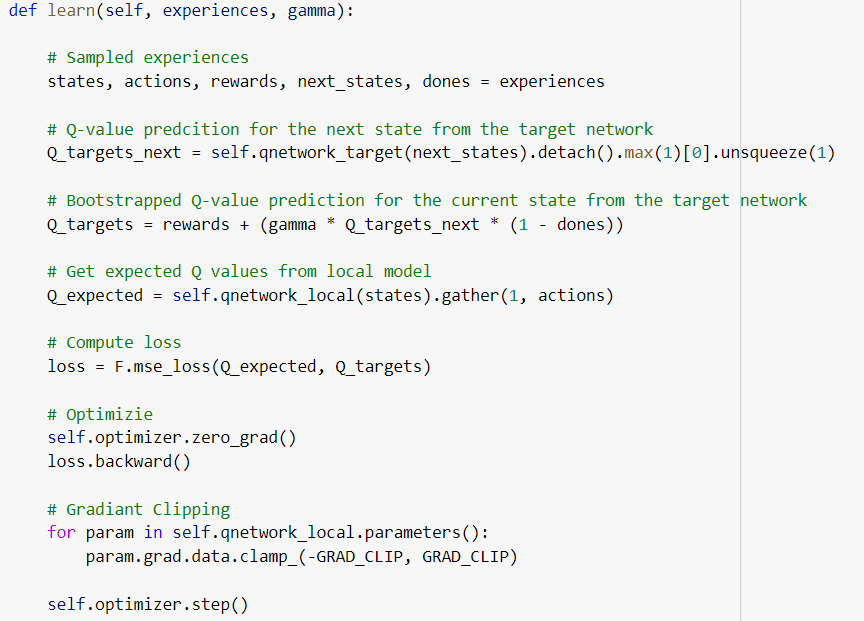 def learn(self, experiences, gamma):
# Sampled experiences
states, actions, rewards, next_states, dones = experiences
# Q-value predcition for the next state from the target network
Q_targets_next = self.qnetwork_target(next_states).detach().max(1)[0].unsqueeze(1)
# Bootstrapped Q-value prediction for the current state from the target network
Q_targets = rewards + (gamma * Q_targets_next * (1 - dones))
# Get expected Q values from local model
Q_expected = self.qnetwork_local(states).gather(1, actions)
# Compute loss
loss = F.mse_loss(Q_expected, Q_targets)
# Optimizie
self.optimizer.zero_grad()
loss.backward()
# Gradiant Clipping
for param in self.qnetwork_local.parameters():
param.grad.data.clamp_(-GRAD_CLIP, GRAD_CLIP)
self.optimizer.step()